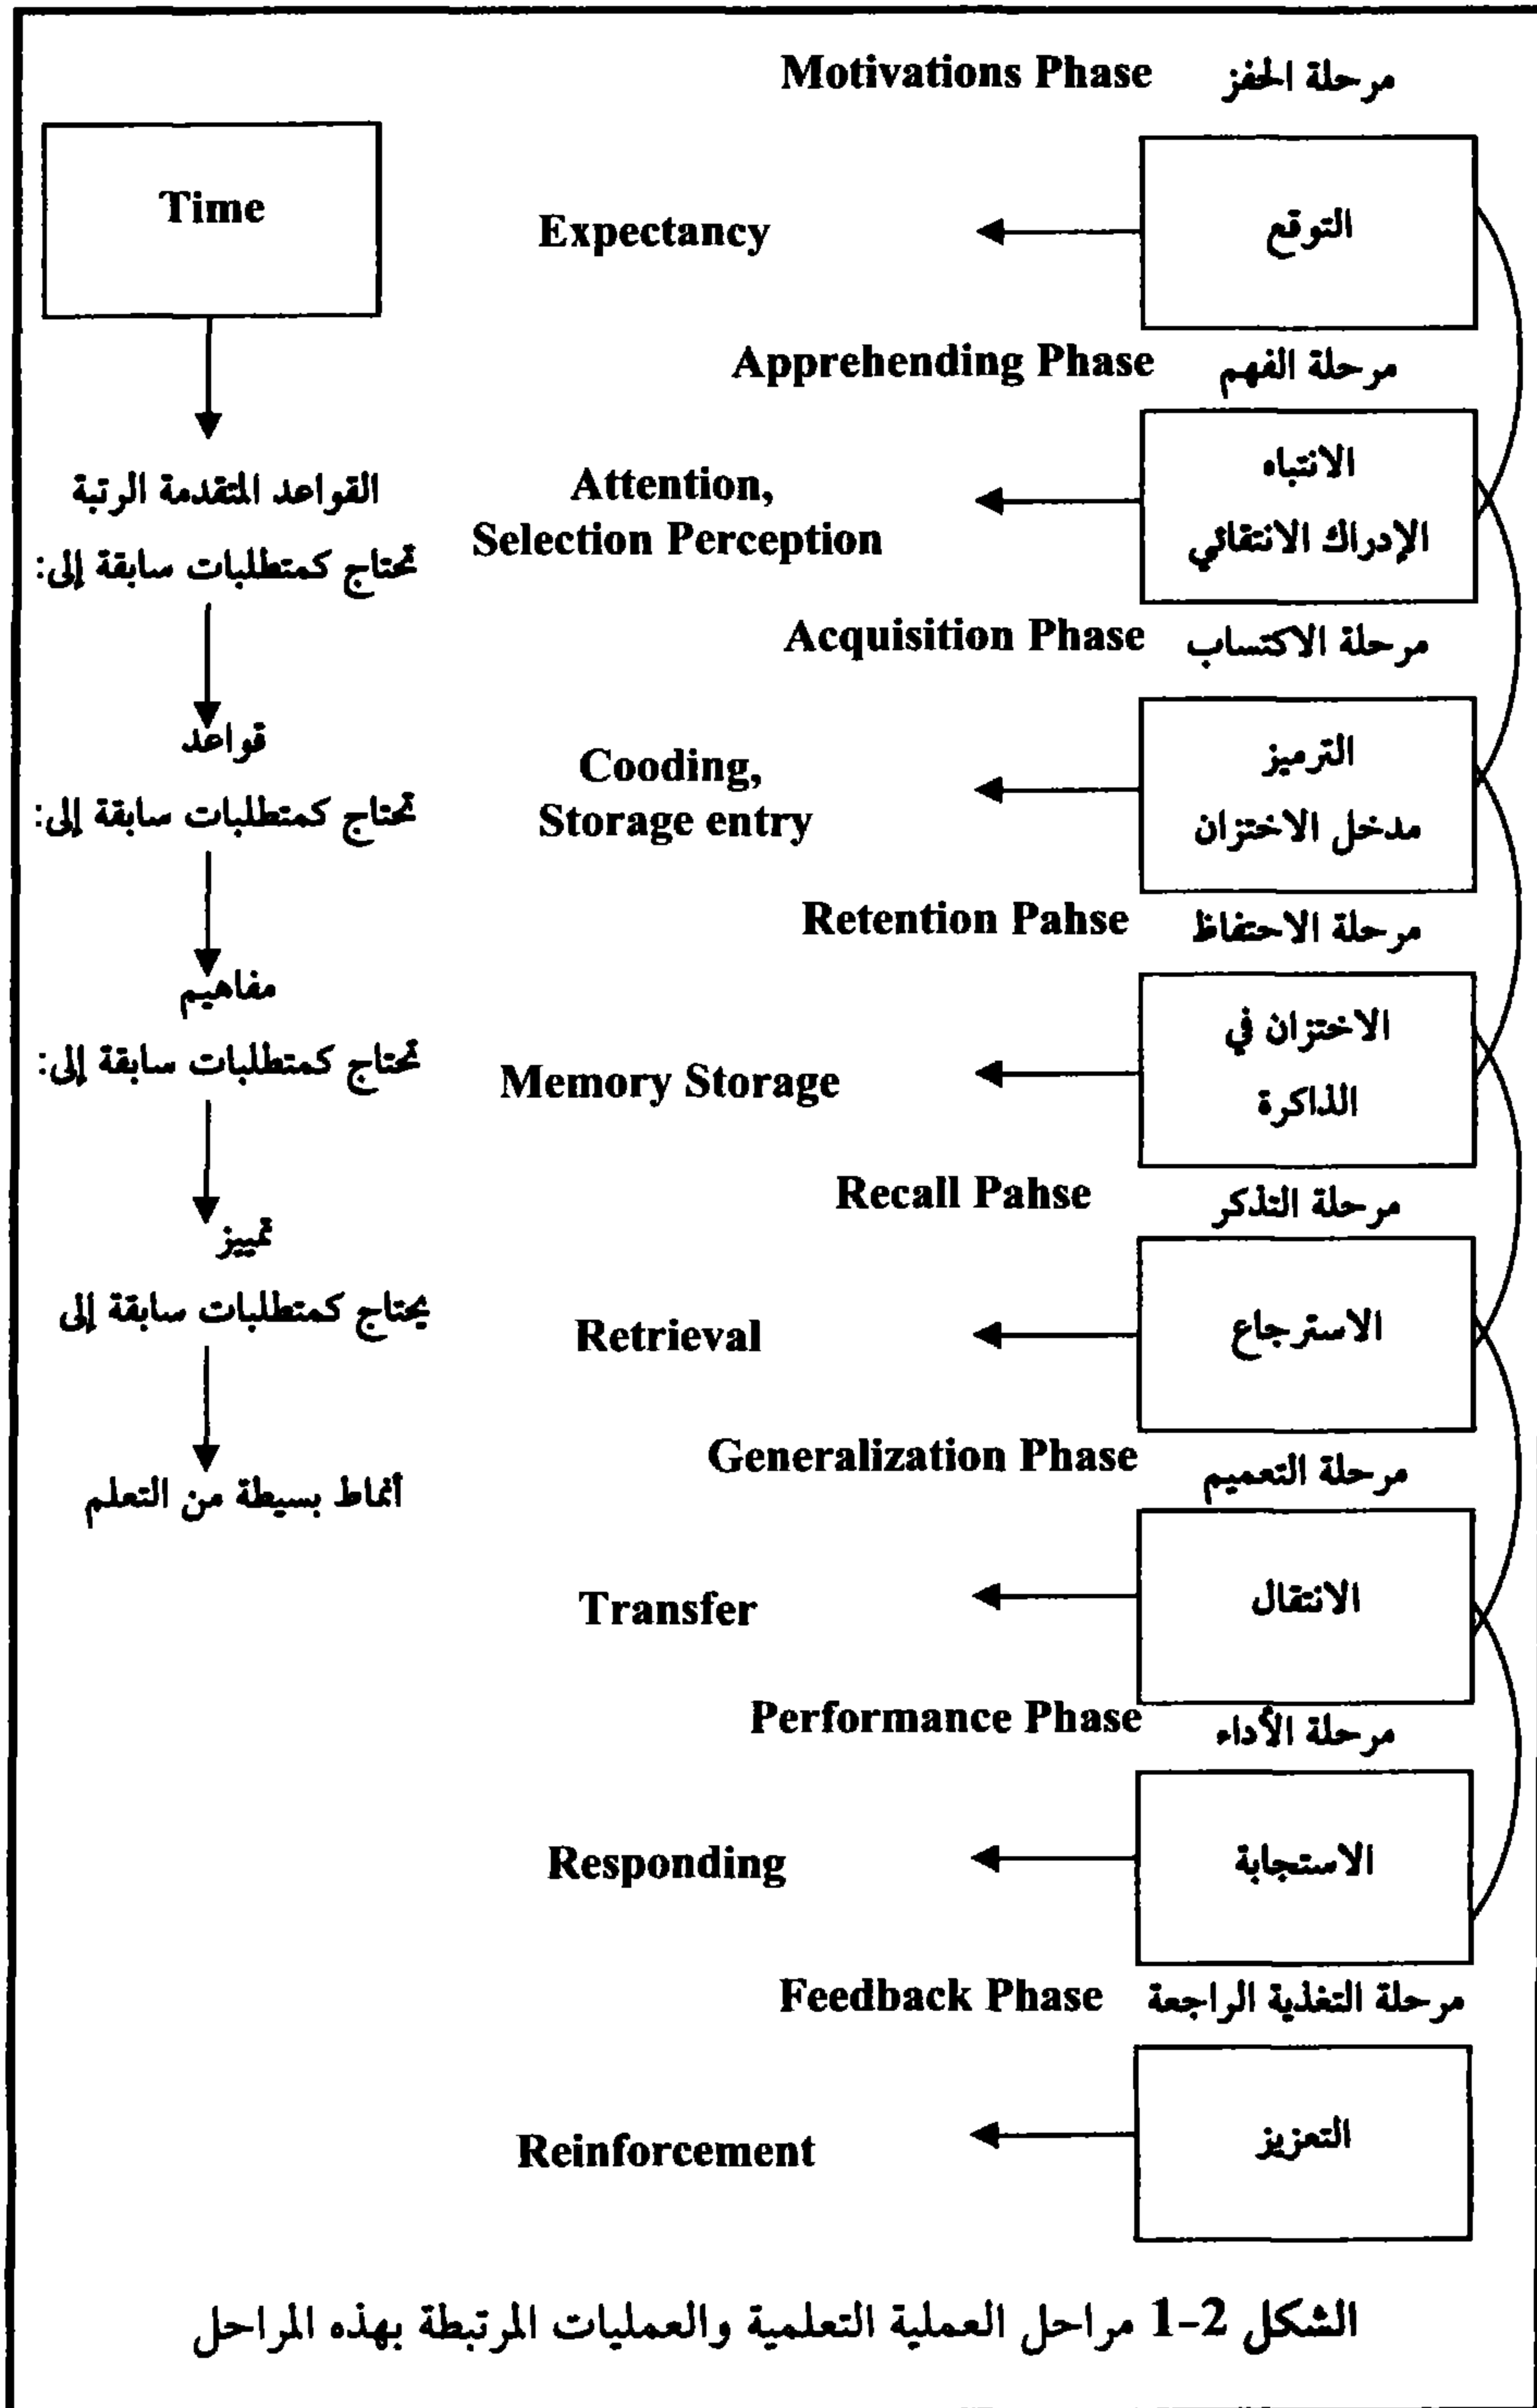 Motivations Phase مرحلة الحفز
التوقع
Expectancy
Apprehending Phase مرحلة الفهم
الانتباه
الإدراك الانتقائي
Attention,
Selection Perception
Acquisition Phase مرحلة الاكتساب
الترميز
مدخل الاختزان
Cooding,
Storage entry
Retention Pahse مرحلة الاحتفاظ
الاختزان في
الذاكرة
Memory Storage
Recall Pahse مرحلة التذكر
الاسترجاع
Retrieval
Generalization Phase مرحلة التعميم
الانتقال
Transfer
Performance Phase مرحلة الأداء
الاستجابة
Responding
Feedback Phase مرحلة التغذية الراجعة
التعزيز
Reinforcement
Time
القواعد المتقدمة الرتبة
تحتاج كمتطلبات سابقة إلى:
قواعد
تحتاج كمتطلبات سابقة إلى:
مفاهيم
تحتاج كمتطلبات سابقة إلى:
تمييز
يحتاج كمتطلبات سابقة إلى
أنماط بسيطة من التعلم
الشكل 2-1 مراحل العملية التعلمية والعمليات المرتبطة بهذه المراحل